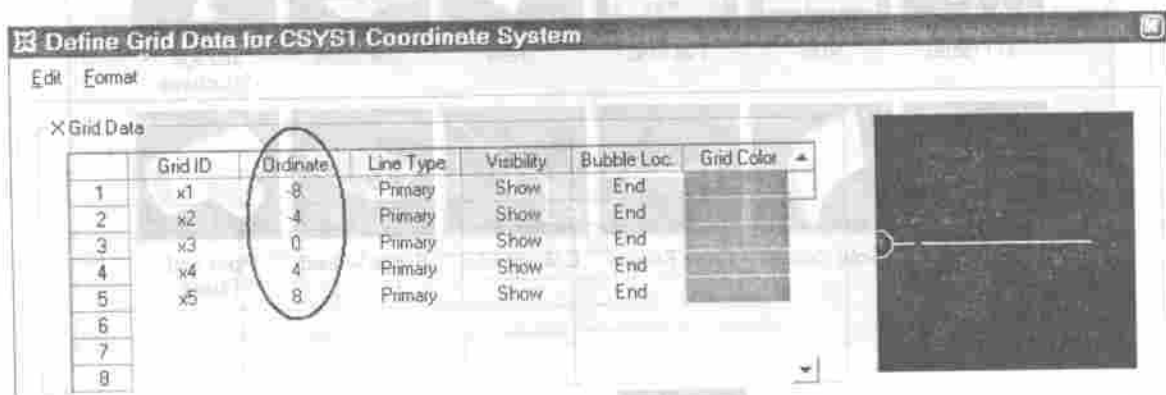 Define Grid Data for CSYS1 Coordinate System
Edit Format
X Grid Data
Grid ID Ordinate Line Type Visibility Bubble Loc. Grid Color
1 x1 -8 Primary Show End
2 x2 -4 Primary Show End
3 x3 0 Primary Show End
4 x4 4 Primary Show End
5 x5 8 Primary Show End
6
7
8